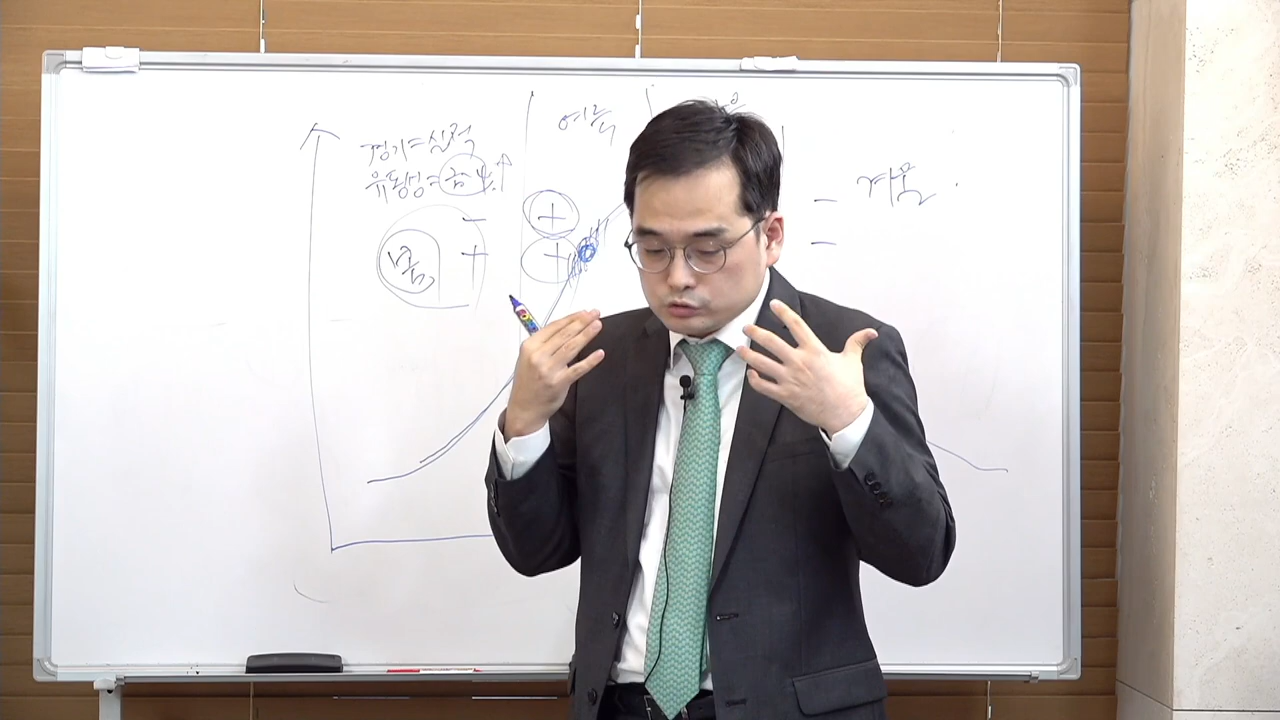 경기=실적
유동성=금리↑
여름
겨울
-
-
+
봄
+
+
-